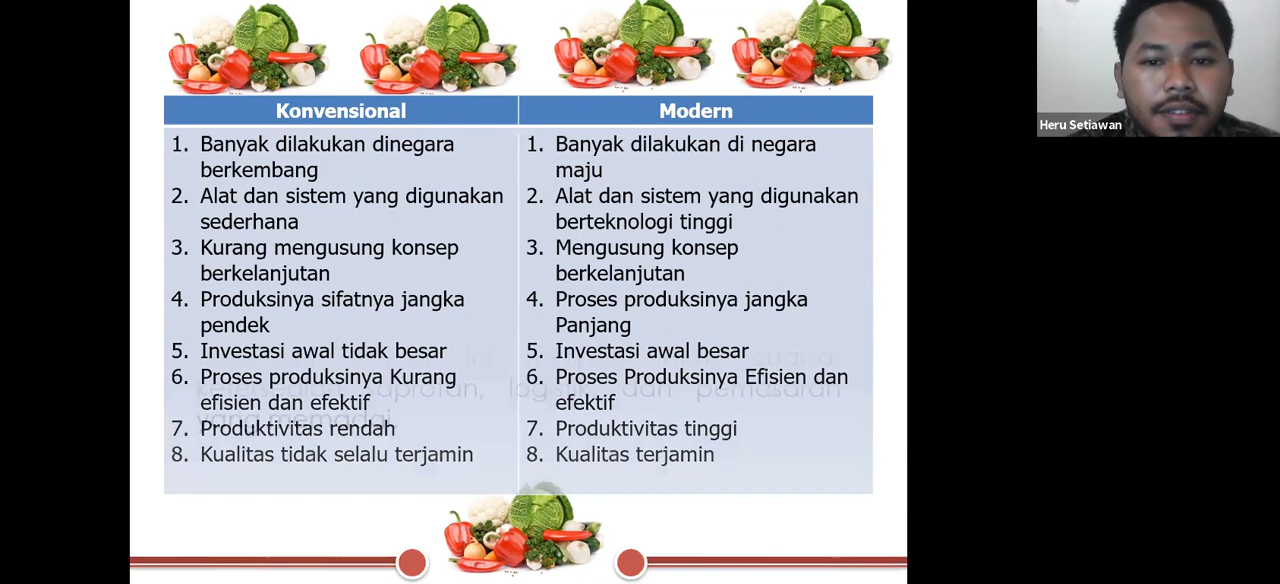 Konvensional
Modern
1. Banyak dilakukan dinegara
berkembang
2. Alat dan sistem yang digunakan
sederhana
3. Kurang mengusung konsep
berkelanjutan
4. Produksinya sifatnya jangka
pendek
5. Investasi awal tidak besar
6. Proses produksinya Kurang
efisien dan efektif
7. Produktivitas rendah
8. Kualitas tidak selalu terjamin
1. Banyak dilakukan di negara
maju
2. Alat dan sistem yang digunakan
berteknologi tinggi
3. Mengusung konsep
berkelanjutan
4. Proses produksinya jangka
Panjang
5. Investasi awal besar
6. Proses Produksinya Efisien dan
efektif
7. Produktivitas tinggi
8. Kualitas terjamin
Heru Setiawan